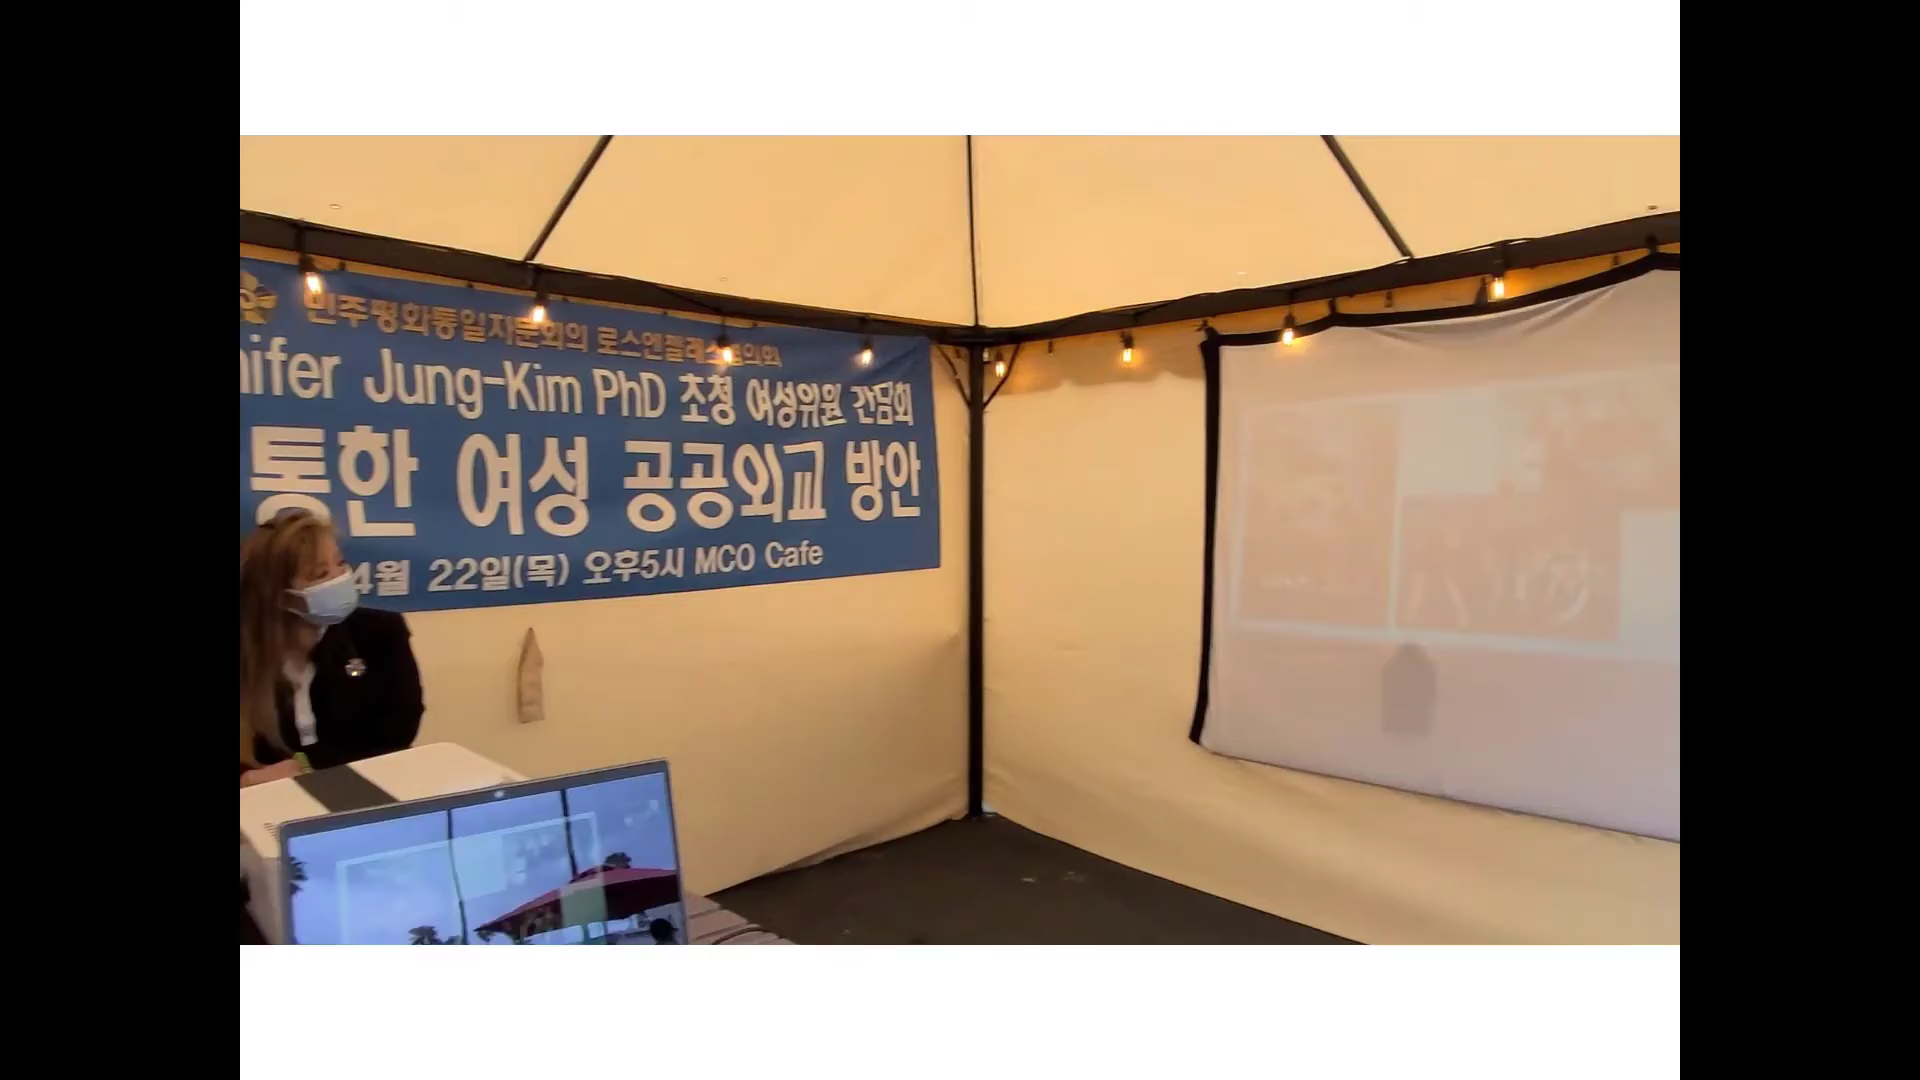 민주평화통일자문회의 로스앤젤레스협의회
nifer Jung-Kim PhD 초청 여성위원 간담회
통한 여성 공공외교 방안
4월 22일(목) 오후5시 MCO Cafe